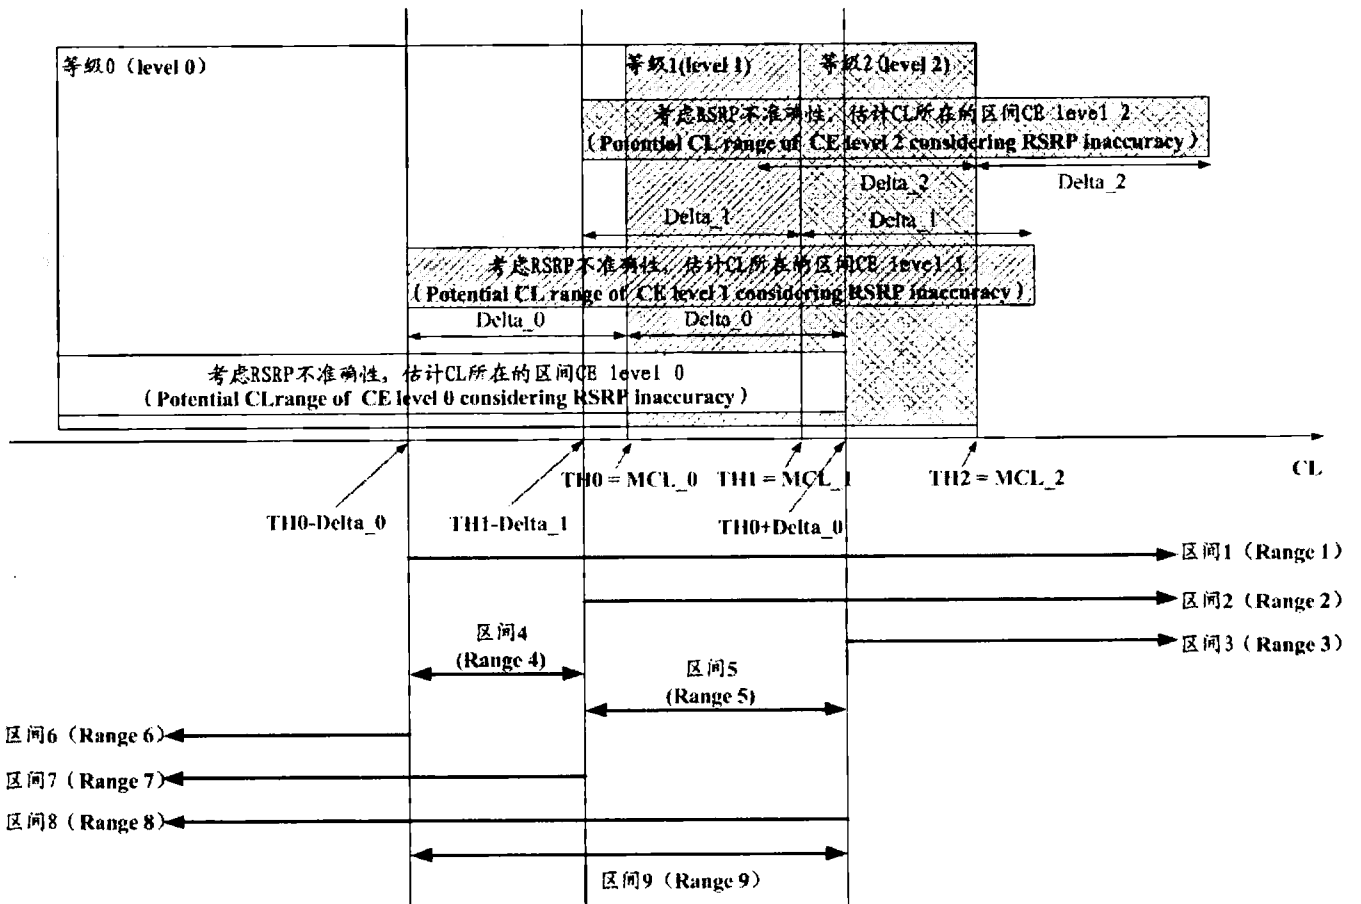 等级0（level 0）
等级1(level 1)
等级2(level 2)
考虑RSRP不准确性，估计CL所在的区间CE level 2
（Potential CL range of CE level 2 considering RSRP inaccuracy）
Delta_2
Delta_2
Delta_1
Delta_1
考虑RSRP不准确性，估计CL所在的区间CE level 1
（Potential CL range of CE level 1 considering RSRP inaccuracy）
Delta_0
Delta_0
考虑RSRP不准确性，估计CL所在的区间CE level 0
（Potential CLrange of CE level 0 considering RSRP inaccuracy）
CL
TH0 = MCL_0
TH1 = MCL_1
TH2 = MCL_2
TH0-Delta_0
TH1-Delta_1
TH0+Delta_0
区间1（Range 1）
区间2（Range 2）
区间3（Range 3）
区间4
(Range 4)
区间5
(Range 5)
区间6（Range 6）
区间7（Range 7）
区间8（Range 8）
区间9（Range 9）